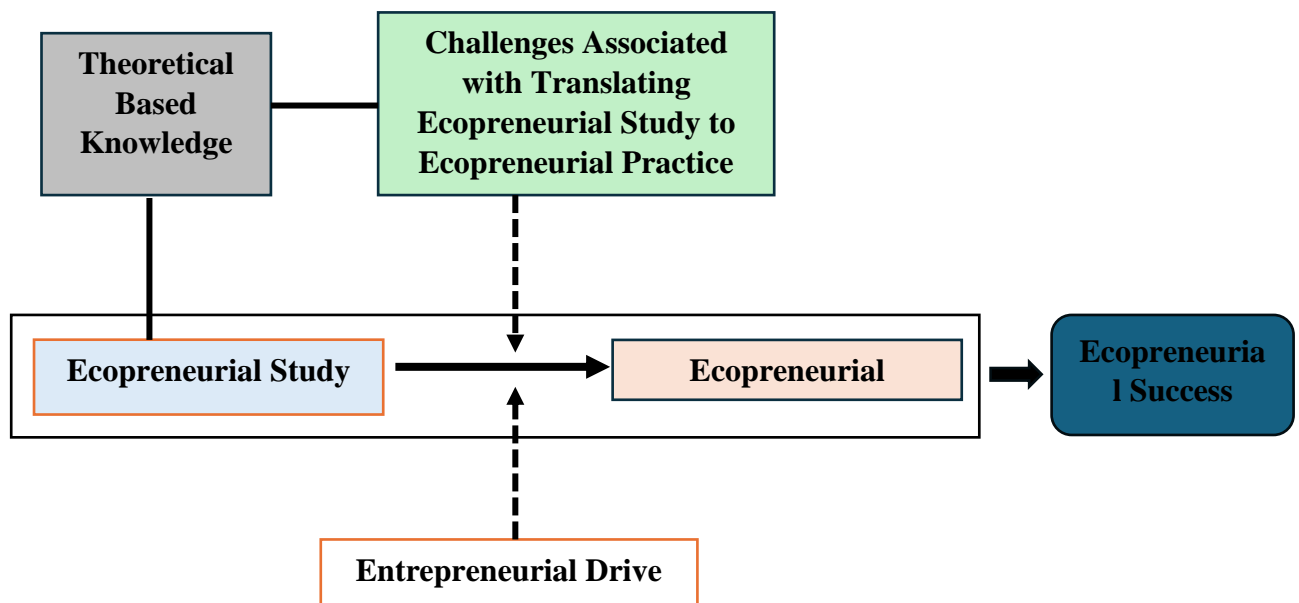 Theoretical
Based
Knowledge
Challenges Associated
with Translating
Ecopreneurial Study to
Ecopreneurial Practice
Ecopreneurial Study
Ecopreneurial
Ecopreneuria
l Success
Entrepreneurial Drive